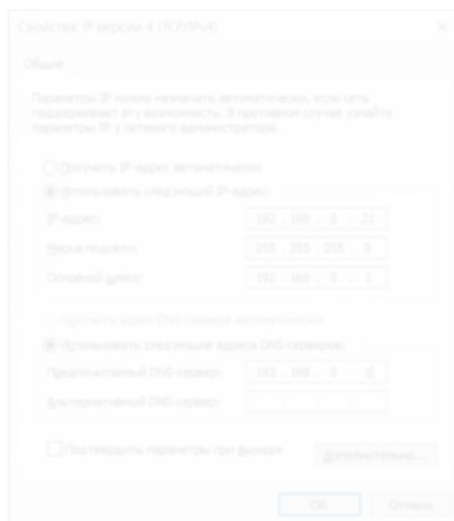 Свойства: IP версии 4 (TCP/IPv4)
Общие
Параметры IP можно назначать автоматически, если сеть
поддерживает эту возможность. В противном случае узнайте
параметры IP у сетевого администратора.
Получить IP-адрес автоматически
Использовать следующий IP-адрес:
IP-адрес: 192 . 168 . 0 . 21
Маска подсети: 255 . 255 . 255 . 0
Основной шлюз: 192 . 168 . 0 . 1
Получить адрес DNS-сервера автоматически
Использовать следующие адреса DNS-серверов:
Предпочитаемый DNS-сервер: 192 . 168 . 0 . 1
Альтернативный DNS-сервер: . . .
Подтвердить параметры при выходе
Дополнительно...
ОК
Отмена